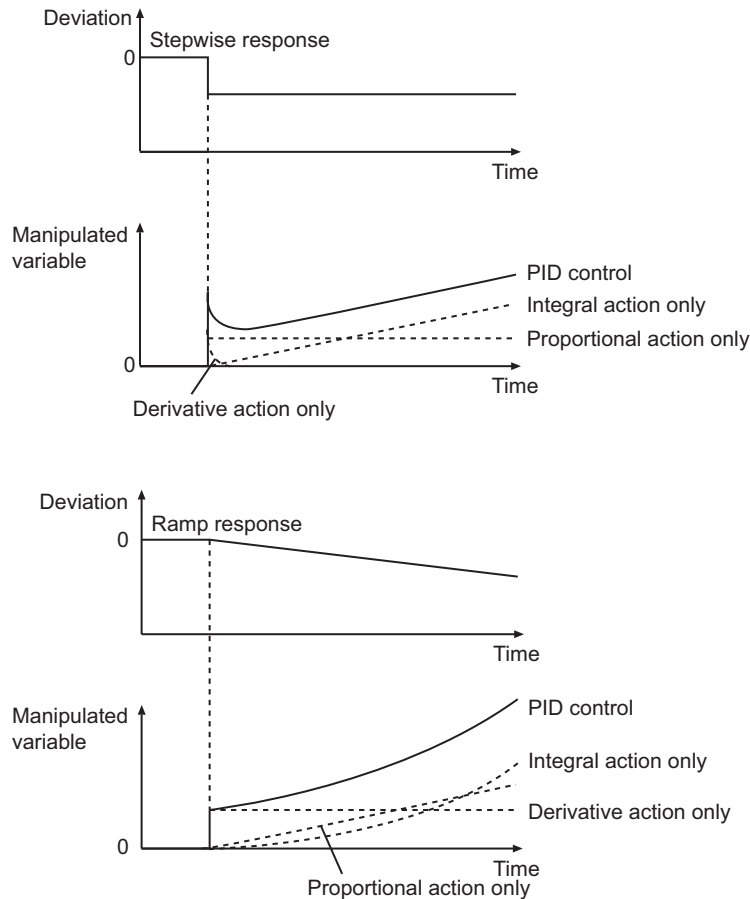 Deviation
Stepwise response
0
Time
Manipulated
variable
PID control
Integral action only
Proportional action only
0
Time
Derivative action only
Deviation
Ramp response
0
Time
Manipulated
variable
PID control
Integral action only
Derivative action only
0
Time
Proportional action only